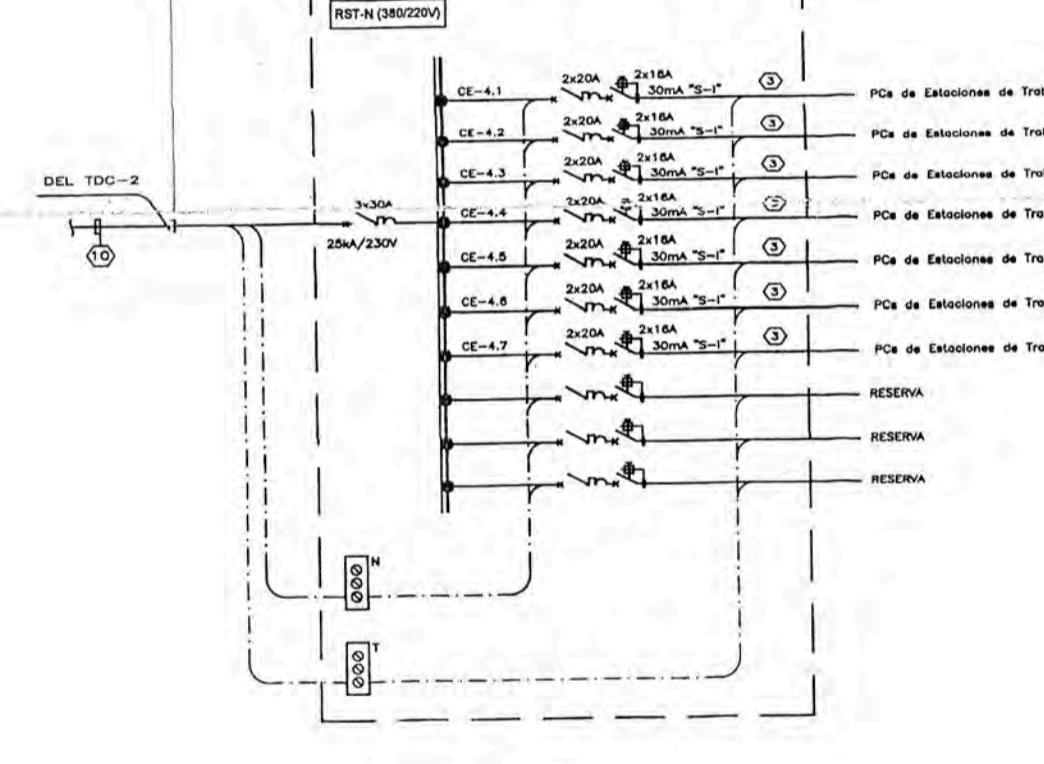 RST-N (380/220V)
DEL TDC-2
10
3x30A
25kA/230V
CE-4.1 2x20A 2x16A 30mA "S-I" 3 PCs de Estaciones de
CE-4.2 2x20A 2x16A 30mA "S-I" 3 PCs de Estaciones de
CE-4.3 2x20A 2x16A 30mA "S-I" 3 PCs de Estaciones de
CE-4.4 2x20A 2x16A 30mA "S-I" PCs de Estaciones de
CE-4.5 2x20A 2x16A 30mA "S-I" 3 PCs de Estaciones de
CE-4.6 2x20A 2x16A 30mA "S-I" 3 PCs de Estaciones de
CE-4.7 2x20A 2x16A 30mA "S-I" 3 PCs de Estaciones de
RESERVA
RESERVA
RESERVA
N
T